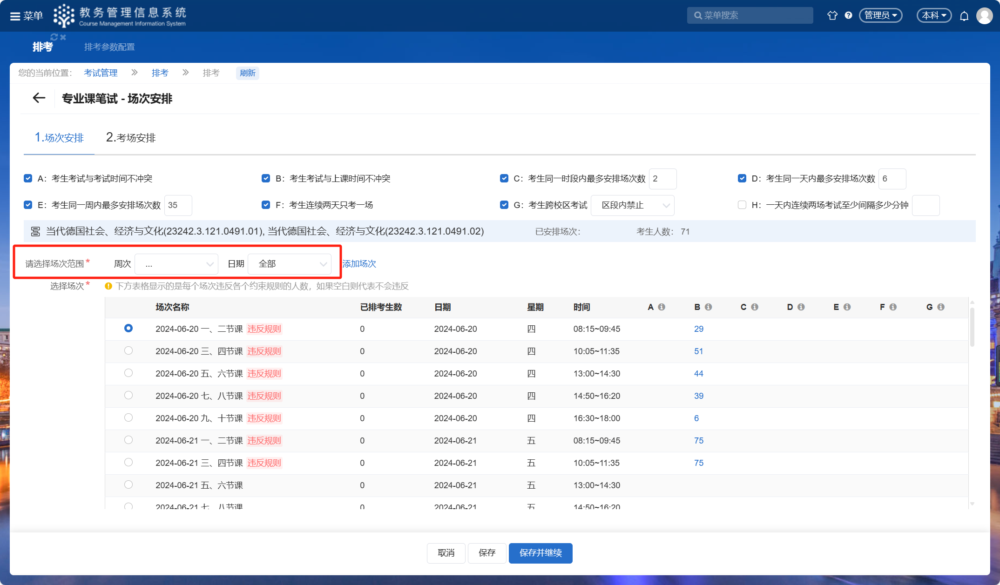 菜单
教务管理信息系统
Course Management Information System
菜单搜索
管理员
本科
排考
排考参数配置
您的当前位置： 考试管理 排考 排考 刷新
专业课笔试 - 场次安排
1.场次安排 2.考场安排
A：考生考试与考试时间不冲突 B：考生考试与上课时间不冲突 C：考生同一时段内最多安排场次数 2 D：考生同一天内最多安排场次数 6
E：考生同一周内最多安排场次数 35 F：考生连续两天只考一场 G：考生跨校区考试 区段内禁止 H：一天内连续两场考试至少间隔多少分钟
当代德国社会、经济与文化(23242.3.121.0491.01), 当代德国社会、经济与文化(23242.3.121.0491.02) 已安排场次： 考生人数： 71
请选择场次范围* 周次 ... 日期 全部 添加场次
选择场次* 下方表格显示的是每个场次违反各个约束规则的人数，如果空白则代表不会违反
场次名称 已排考生数 日期 星期 时间 A B C D E F G
2024-06-20 一、二节课 违反规则 0 2024-06-20 四 08:15~09:45 29
2024-06-20 三、四节课 违反规则 0 2024-06-20 四 10:05~11:35 51
2024-06-20 五、六节课 违反规则 0 2024-06-20 四 13:00~14:30 44
2024-06-20 七、八节课 违反规则 0 2024-06-20 四 14:50~16:20 39
2024-06-20 九、十节课 违反规则 0 2024-06-20 四 16:30~18:00 6
2024-06-21 一、二节课 违反规则 0 2024-06-21 五 08:15~09:45 75
2024-06-21 三、四节课 违反规则 0 2024-06-21 五 10:05~11:35 75
2024-06-21 五、六节课 0 2024-06-21 五 13:00~14:30
2024-06-21 七、八节课 0 2024-06-21 五 14:50~16:20
取消 保存 保存并继续